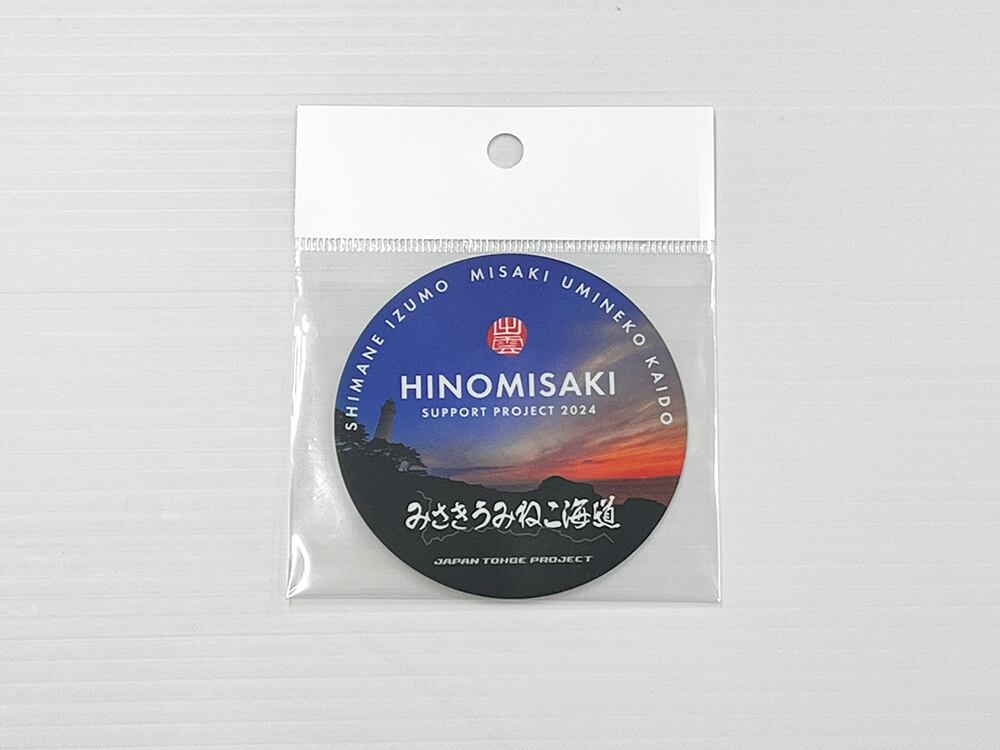 SHIMANE IZUMO MISAKI UMINEKO KAIDO
出雲
HINOMISAKI
SUPPORT PROJECT 2024
みさきうみねこ海道
JAPAN TOHGE PROJECT